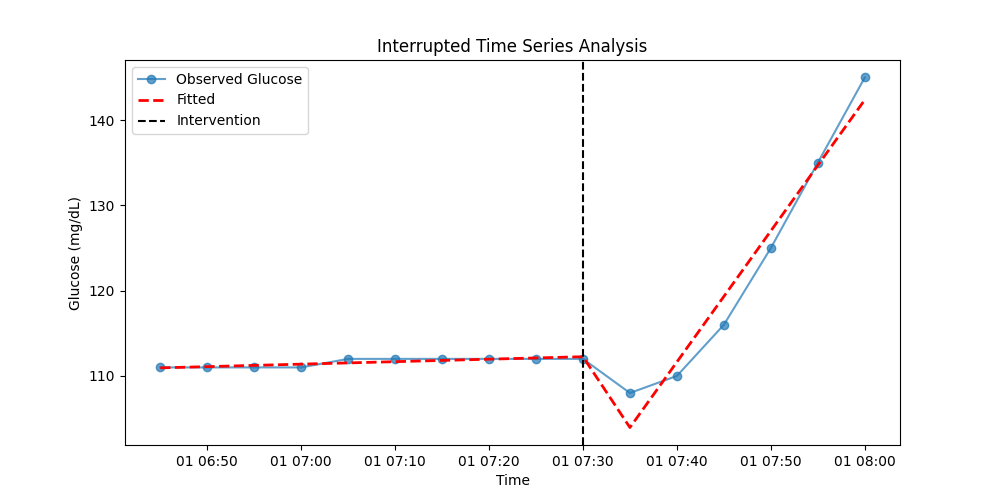 Interrupted Time Series Analysis
Observed Glucose
Fitted
Intervention
Glucose (mg/dL)
140
130
120
110
01 06:50 01 07:00 01 07:10 01 07:20 01 07:30 01 07:40 01 07:50 01 08:00
Time